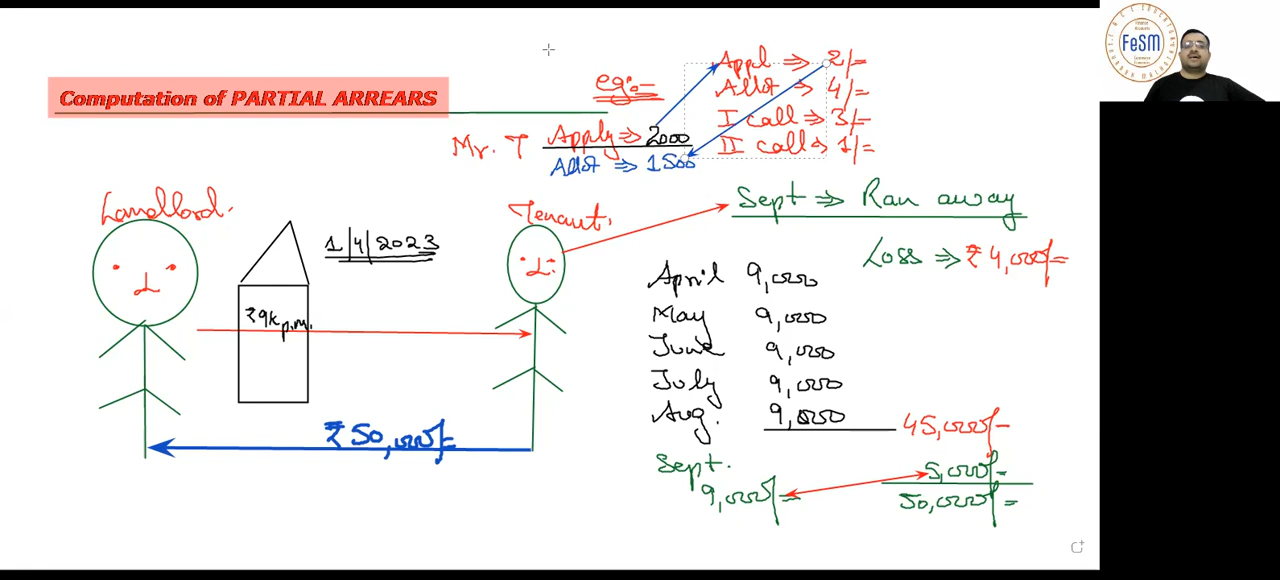 Computation of PARTIAL ARREARS
eg:-
Appl ⇒ 2/=
Allot ⇒ 4/=
I call ⇒ 3/=
II call ⇒ 1/=
Mr. T Apply ⇒ 2000
Allot ⇒ 1500
Landlord.
1/4/2023
₹9k p.m.
Tenant.
Sept ⇒ Ran away
Loss ⇒ ₹4,000/=
April 9,000
May 9,000
June 9,000
July 9,000
Aug. 9,000
45,000/-
Sept.
9,000/=
5,000/=
50,000/=
₹50,000/-
FeSM